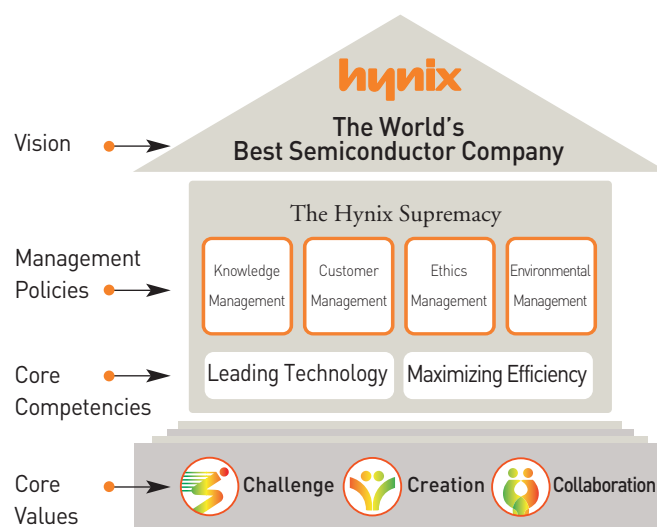 hynix
The World's
Best Semiconductor Company
Vision
The Hynix Supremacy
Management
Policies
Knowledge
Management
Customer
Management
Ethics
Management
Environmental
Management
Core
Competencies
Leading Technology
Maximizing Efficiency
Core
Values
Challenge
Creation
Collaboration